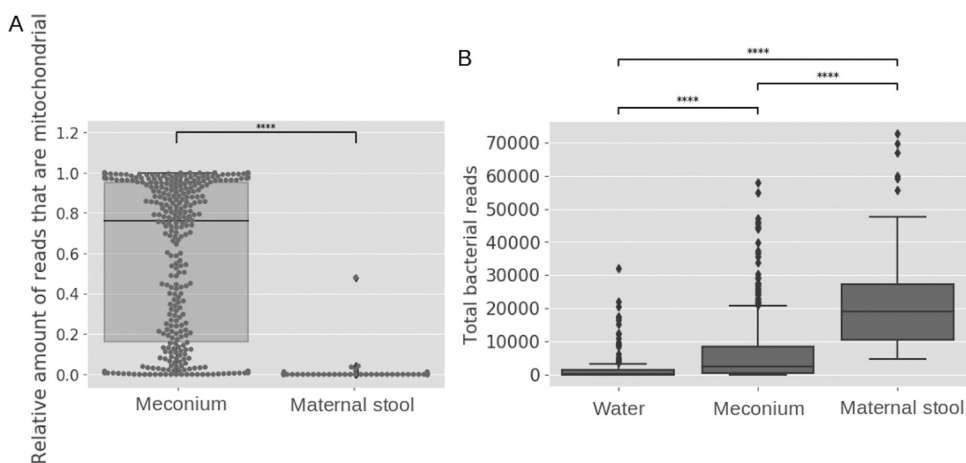 A
Relative amount of reads that are mitochondrial
****
1.2
1.0
0.8
0.6
0.4
0.2
0.0
Meconium
Maternal stool
B
****
****
****
Total bacterial reads
70000
60000
50000
40000
30000
20000
10000
0
Water
Meconium
Maternal stool